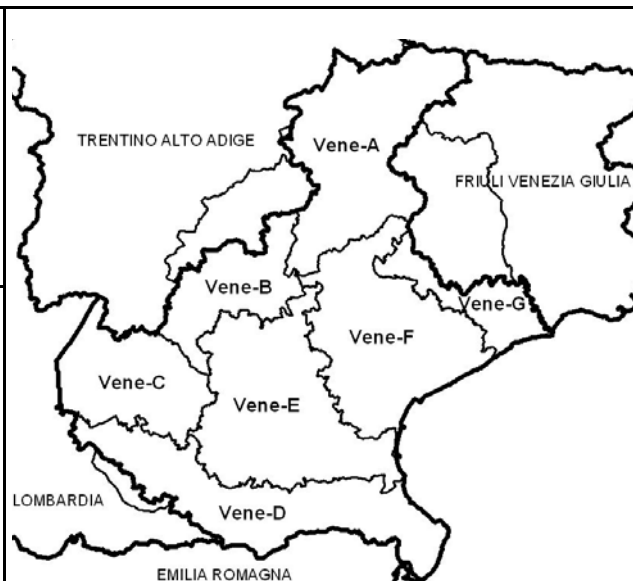 TRENTINO ALTO ADIGE
Vene-A
FRIULI VENEZIA GIULIA
Vene-B
Vene-G
Vene-F
Vene-C
Vene-E
LOMBARDIA
Vene-D
EMILIA ROMAGNA